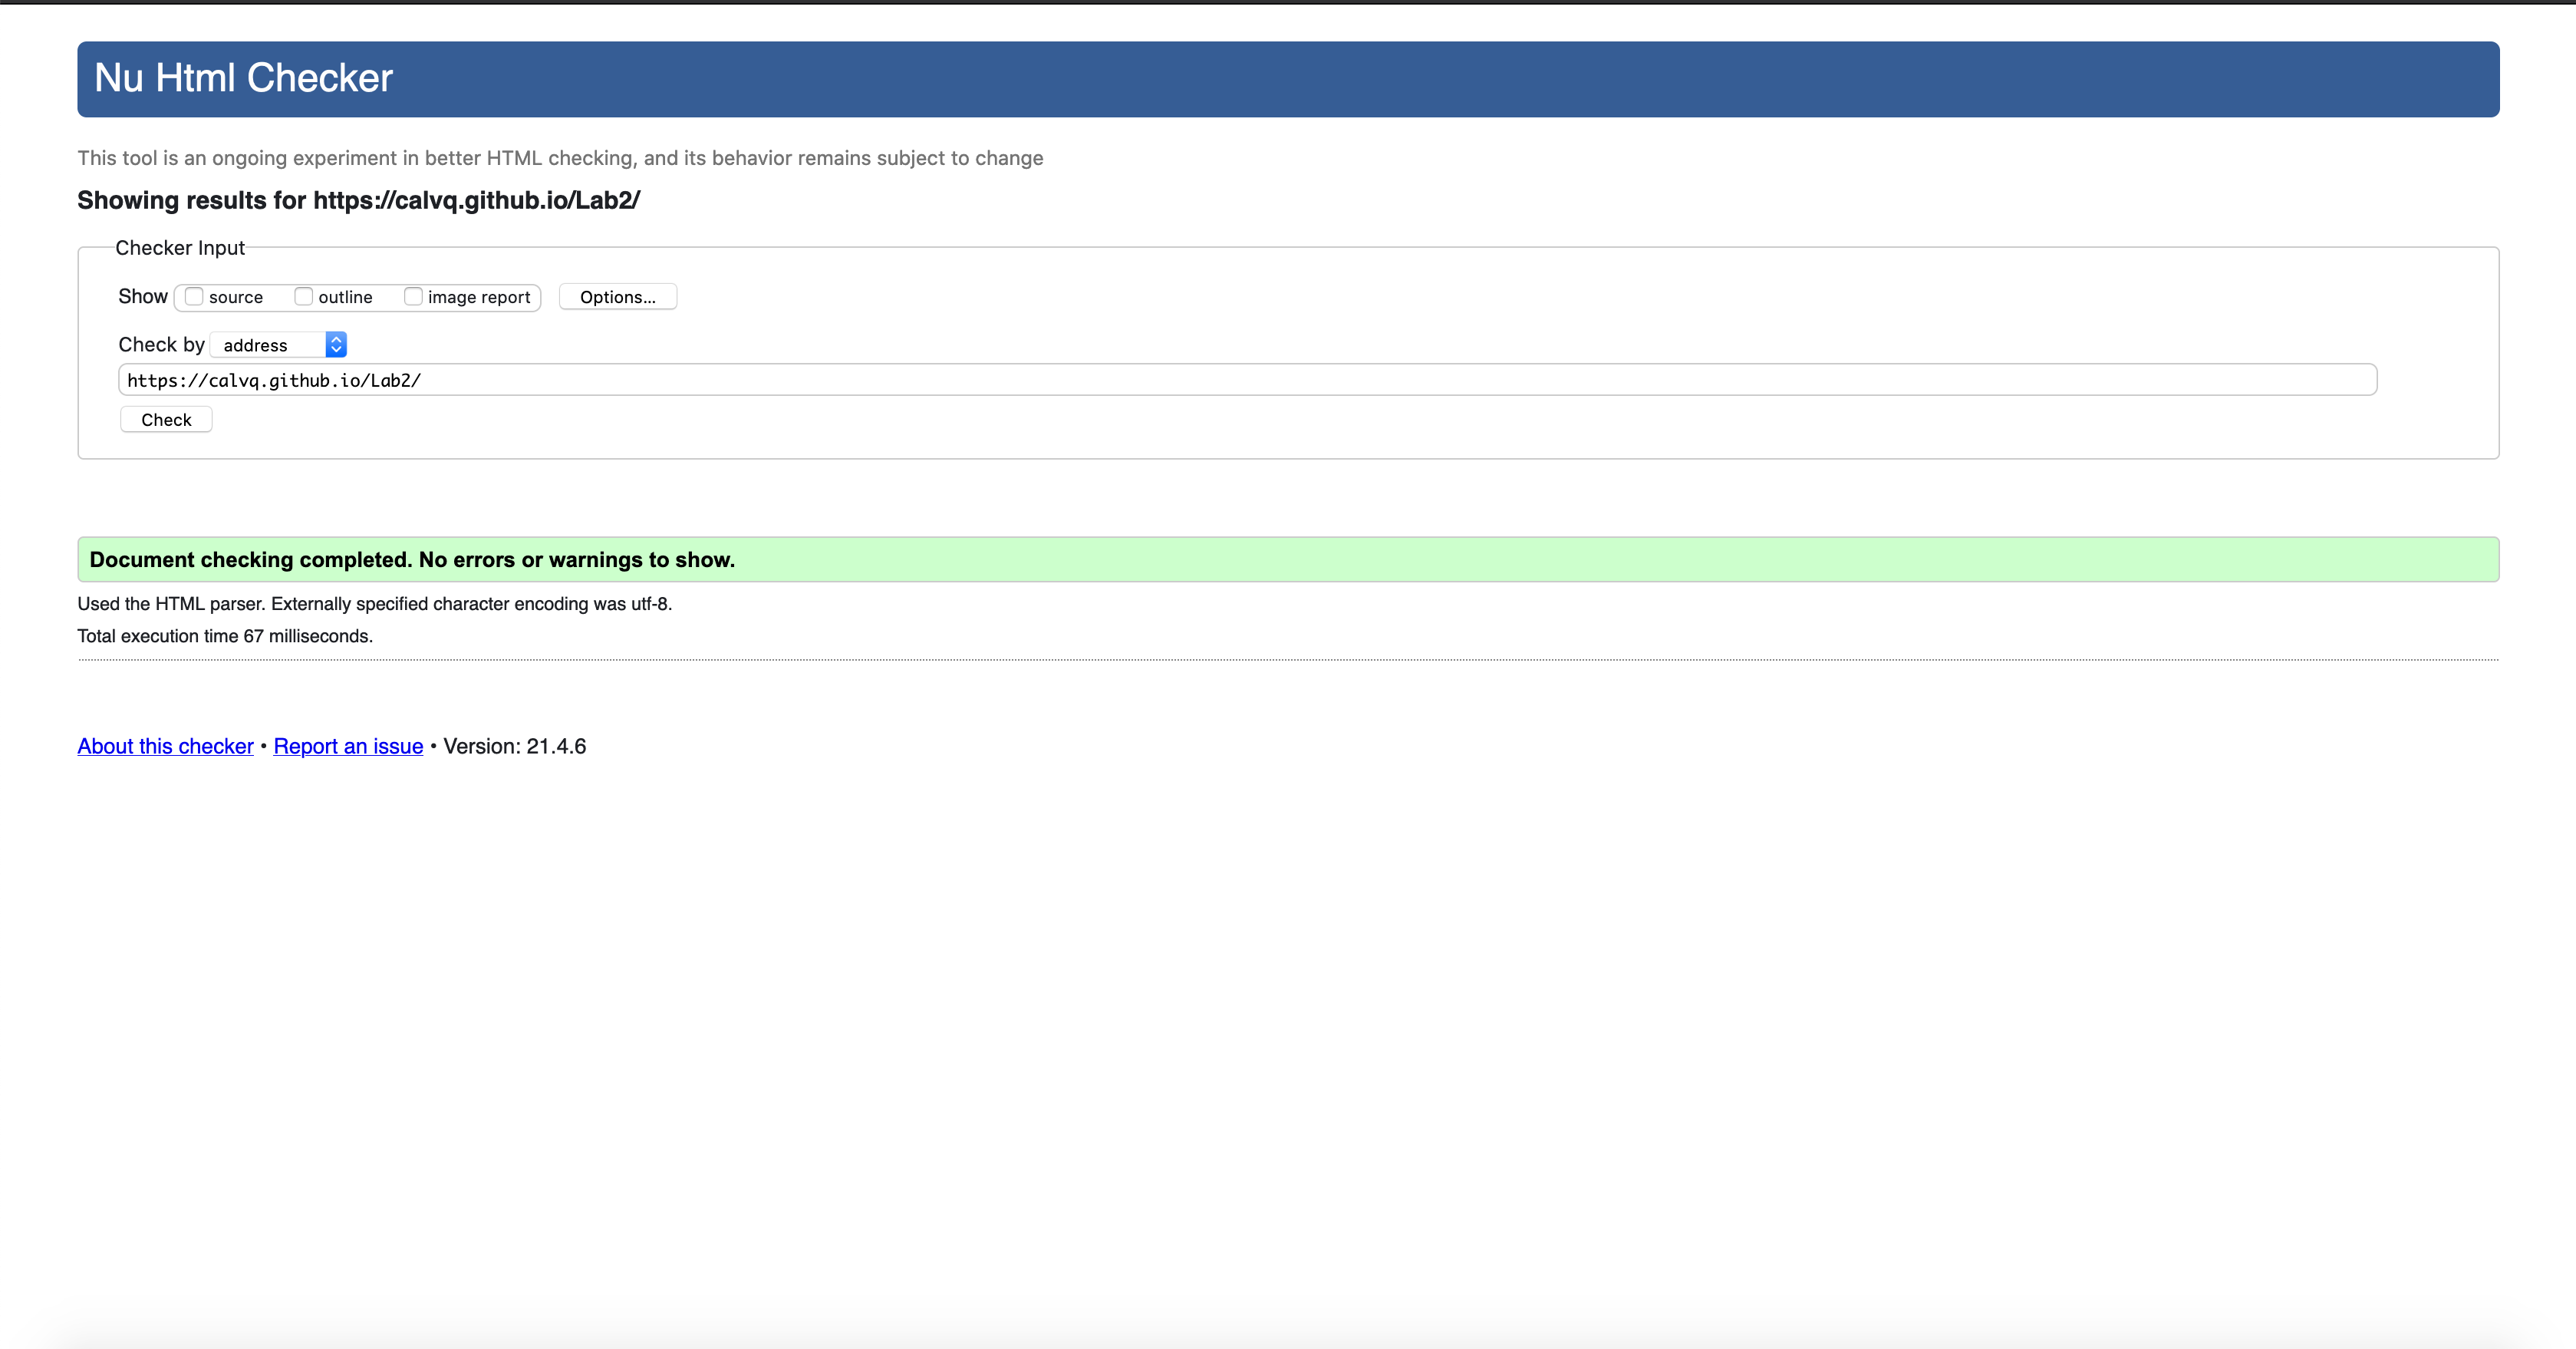 Nu Html Checker
This tool is an ongoing experiment in better HTML checking, and its behavior remains subject to change
Showing results for https://calvq.github.io/Lab2/
Checker Input
Show source outline image report Options...
Check by address
https://calvq.github.io/Lab2/
Check
Document checking completed. No errors or warnings to show.
Used the HTML parser. Externally specified character encoding was utf-8.
Total execution time 67 milliseconds.
About this checker • Report an issue • Version: 21.4.6